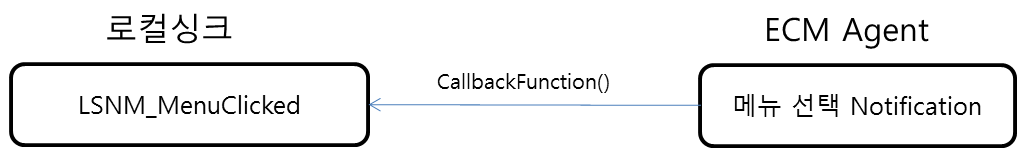 로컬싱크
ECM Agent
LSNM_MenuClicked
CallbackFunction()
메뉴 선택 Notification